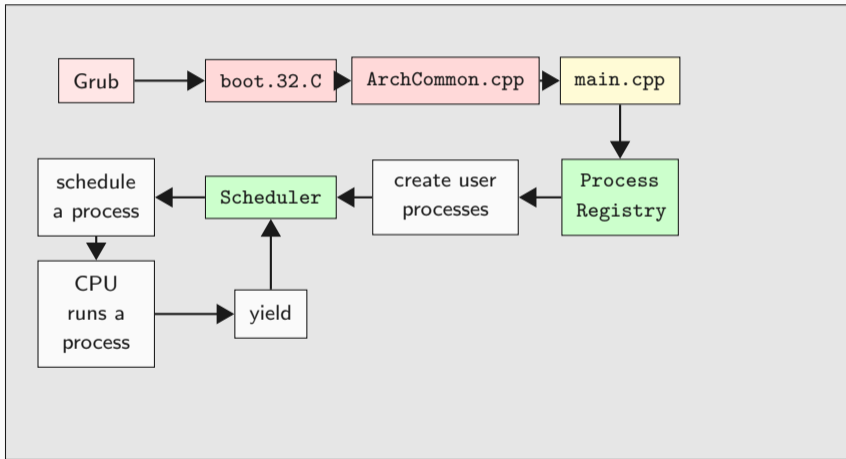 Grub
boot.32.C
ArchCommon.cpp
main.cpp
schedule
a process
Scheduler
create user
processes
Process
Registry
CPU
runs a
process
yield